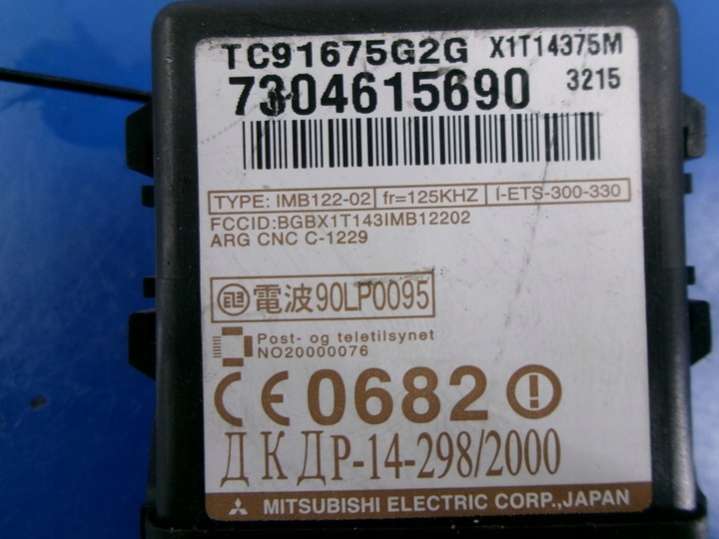 TC91675G2G X1T14375M
7304615690 3215
TYPE: IMB122-02 fr=125KHZ I-ETS-300-330
FCCID:BGBX1T143IMB12202
ARG CNC C-1229
電波90LP0095
Post- og teletilsynet
NO20000076
CE0682
ДКДР-14-298/2000
MITSUBISHI ELECTRIC CORP.,JAPAN